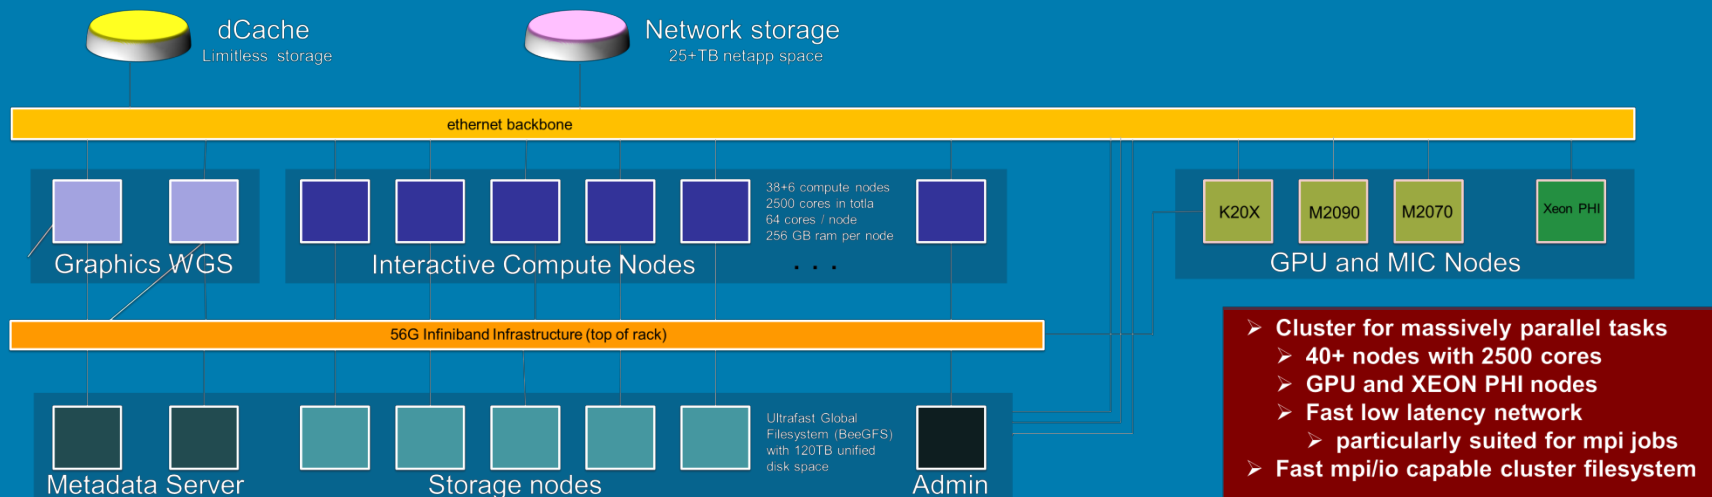 dCache
Limitless storage
Network storage
25+TB netapp space
ethernet backbone
38+6 compute nodes
2500 cores in totla
64 cores / node
256 GB ram per node
K20X
M2090
M2070
Xeon PHI
Graphics WGS
Interactive Compute Nodes
. . .
GPU and MIC Nodes
56G Infiniband Infrastructure (top of rack)
➢ Cluster for massively parallel tasks
➢ 40+ nodes with 2500 cores
➢ GPU and XEON PHI nodes
➢ Fast low latency network
➢ particularly suited for mpi jobs
➢ Fast mpi/io capable cluster filesystem
Ultrafast Global
Filesystem (BeeGFS)
with 120TB unified
disk space
Metadata Server
Storage nodes
Admin